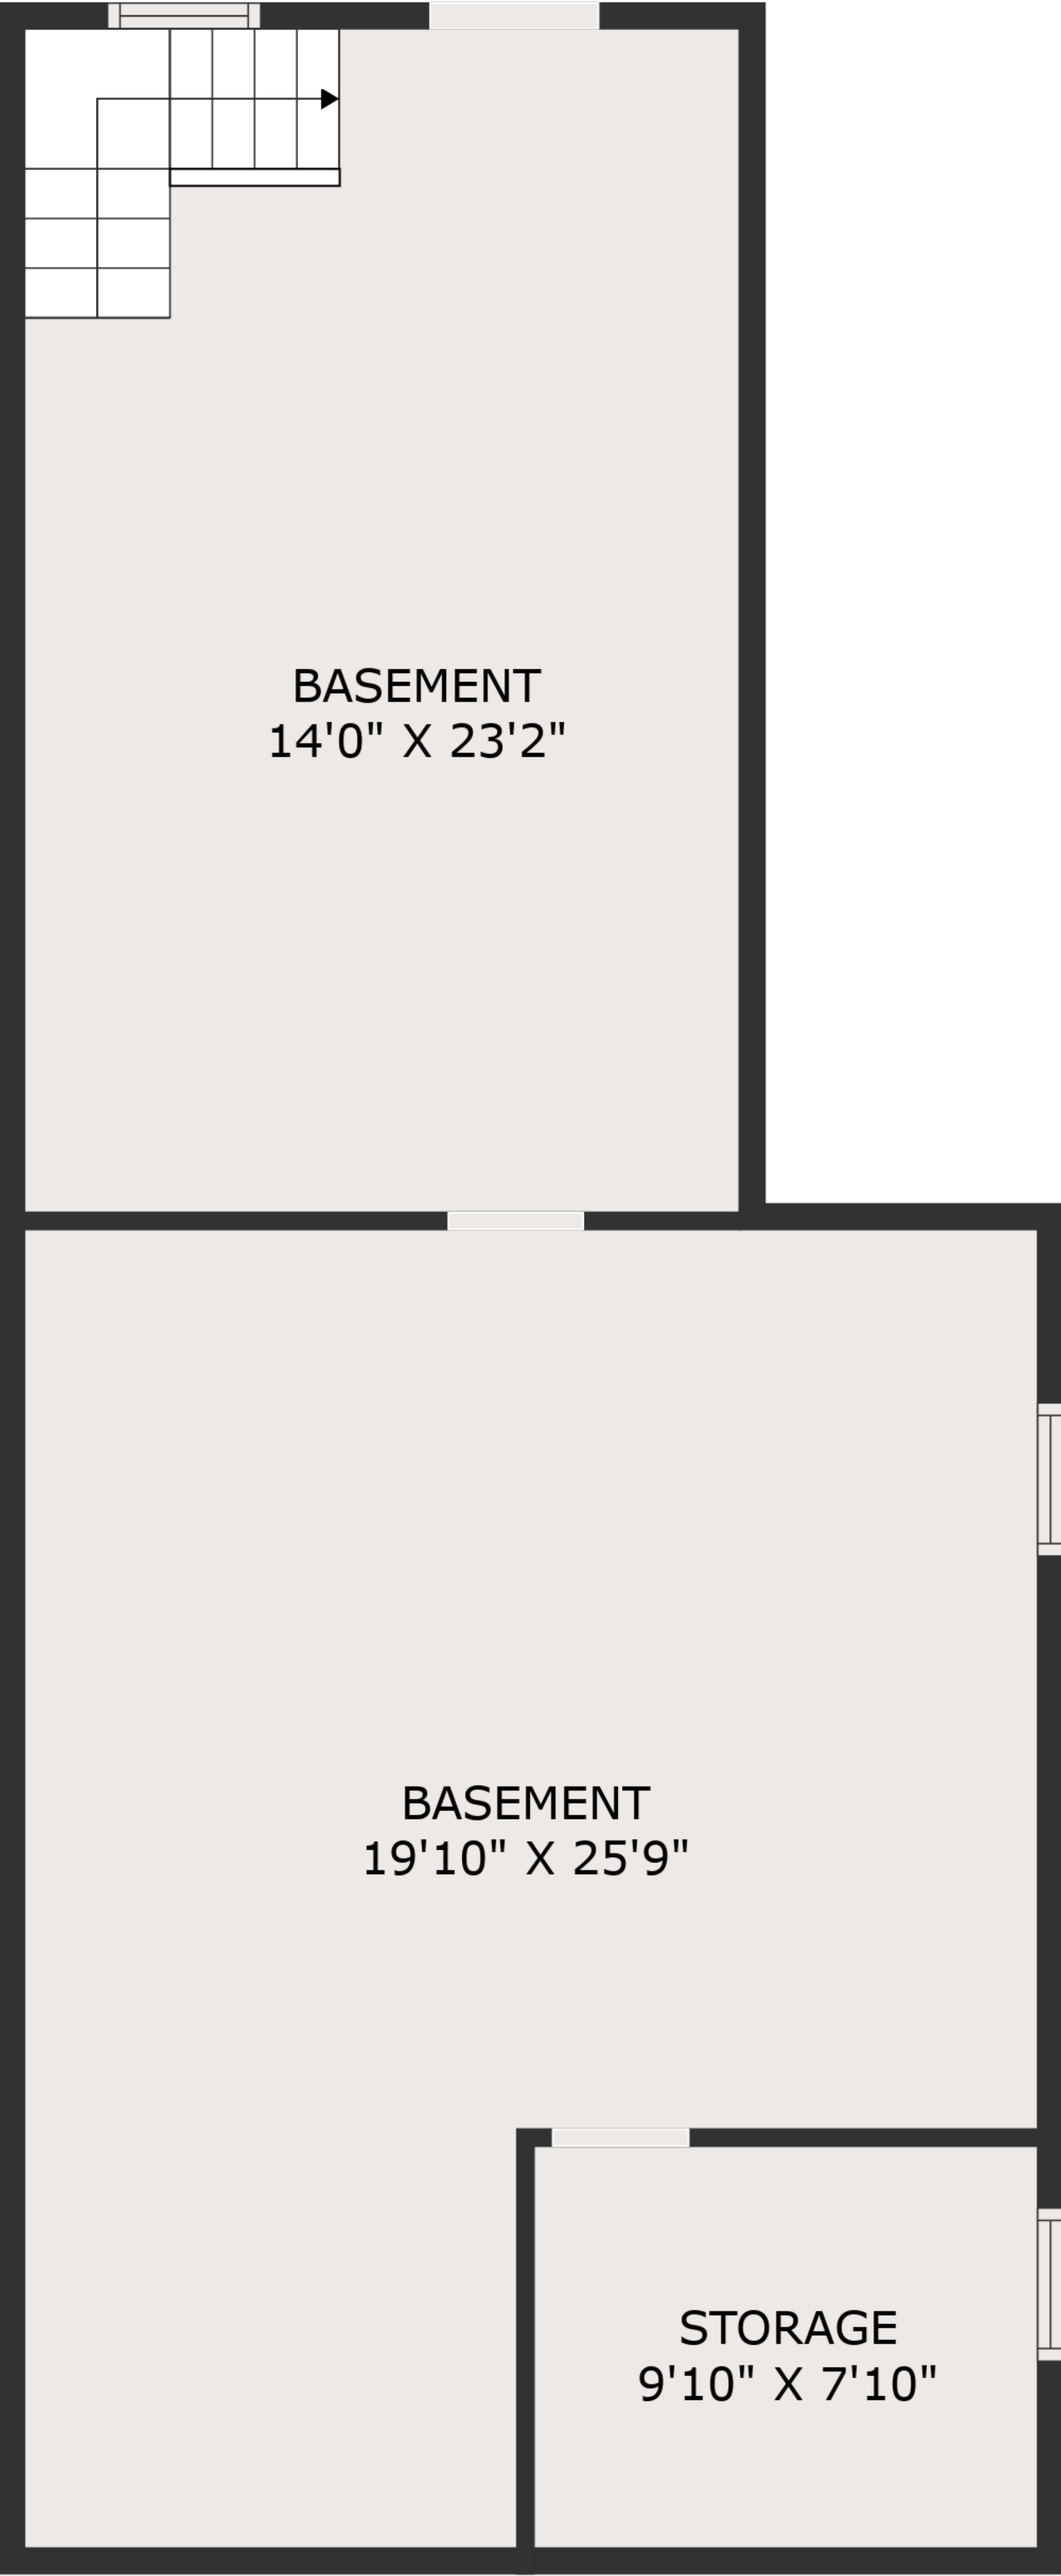 BASEMENT
14'0" X 23'2"
BASEMENT
19'10" X 25'9"
STORAGE
9'10" X 7'10"